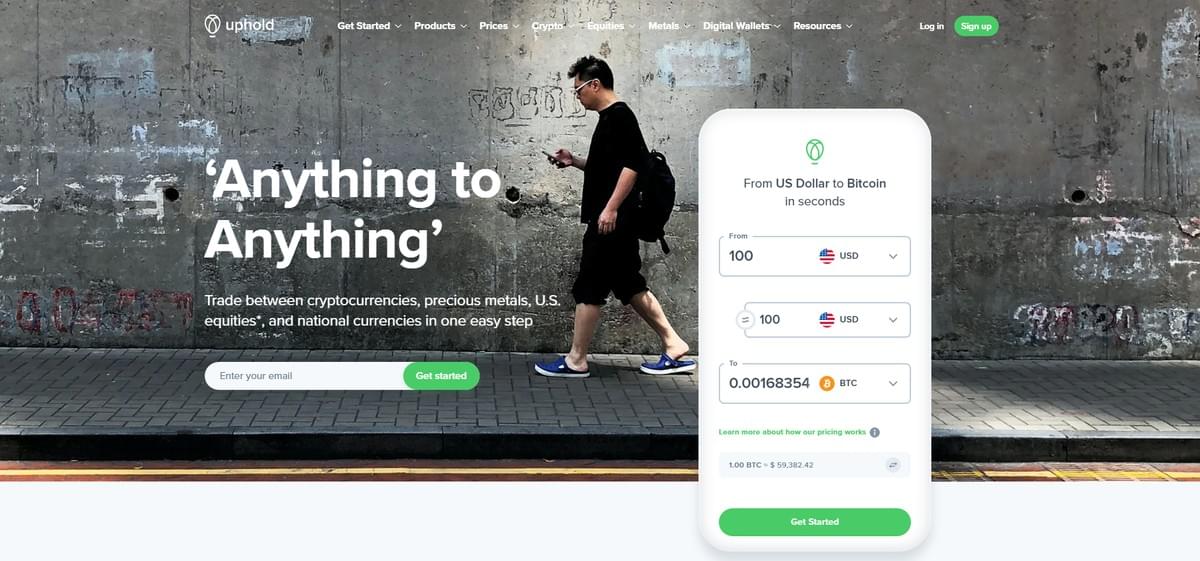 uphold
Get Started
Products
Prices
Crypto
Equities
Metals
Digital Wallets
Resources
Log in
Sign up
‘Anything to
Anything’
Trade between cryptocurrencies, precious metals, U.S.
equities*, and national currencies in one easy step
Enter your email
Get started
From US Dollar to Bitcoin
in seconds
From
100
USD
100
USD
To
0.00168354
BTC
Learn more about how our pricing works
1.00 BTC ≈ $ 59,382.42
Get Started